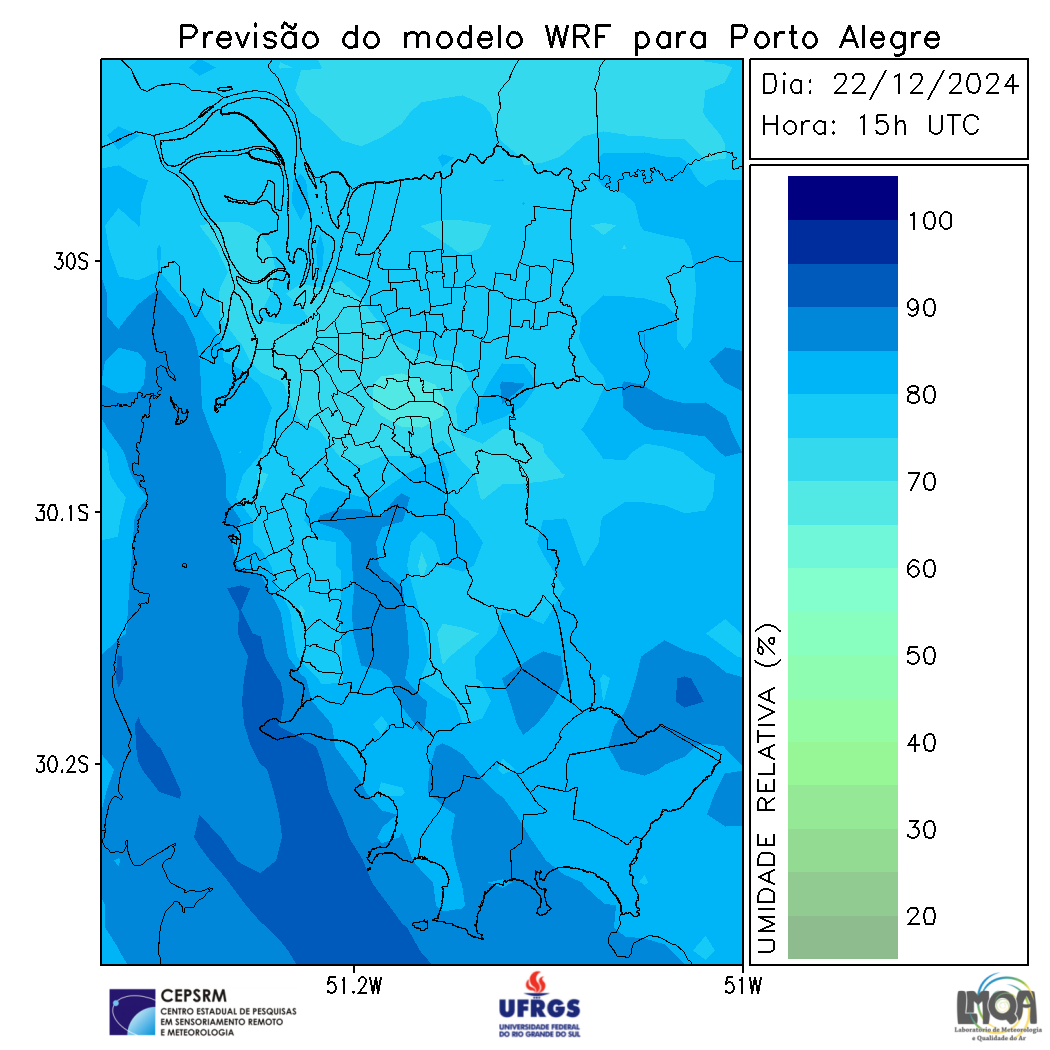 Previsão do modelo WRF para Porto Alegre
Dia: 22/12/2024
Hora: 15h UTC
30S
30.1S
30.2S
51.2W
51W
UMIDADE RELATIVA (%)
100
90
80
70
60
50
40
30
20
CEPSRM
CENTRO ESTADUAL DE PESQUISAS
EM SENSORIAMENTO REMOTO
E METEOROLOGIA
UFRGS
UNIVERSIDADE FEDERAL
DO RIO GRANDE DO SUL
LMQA
Laboratório de Meteorologia
e Qualidade do Ar